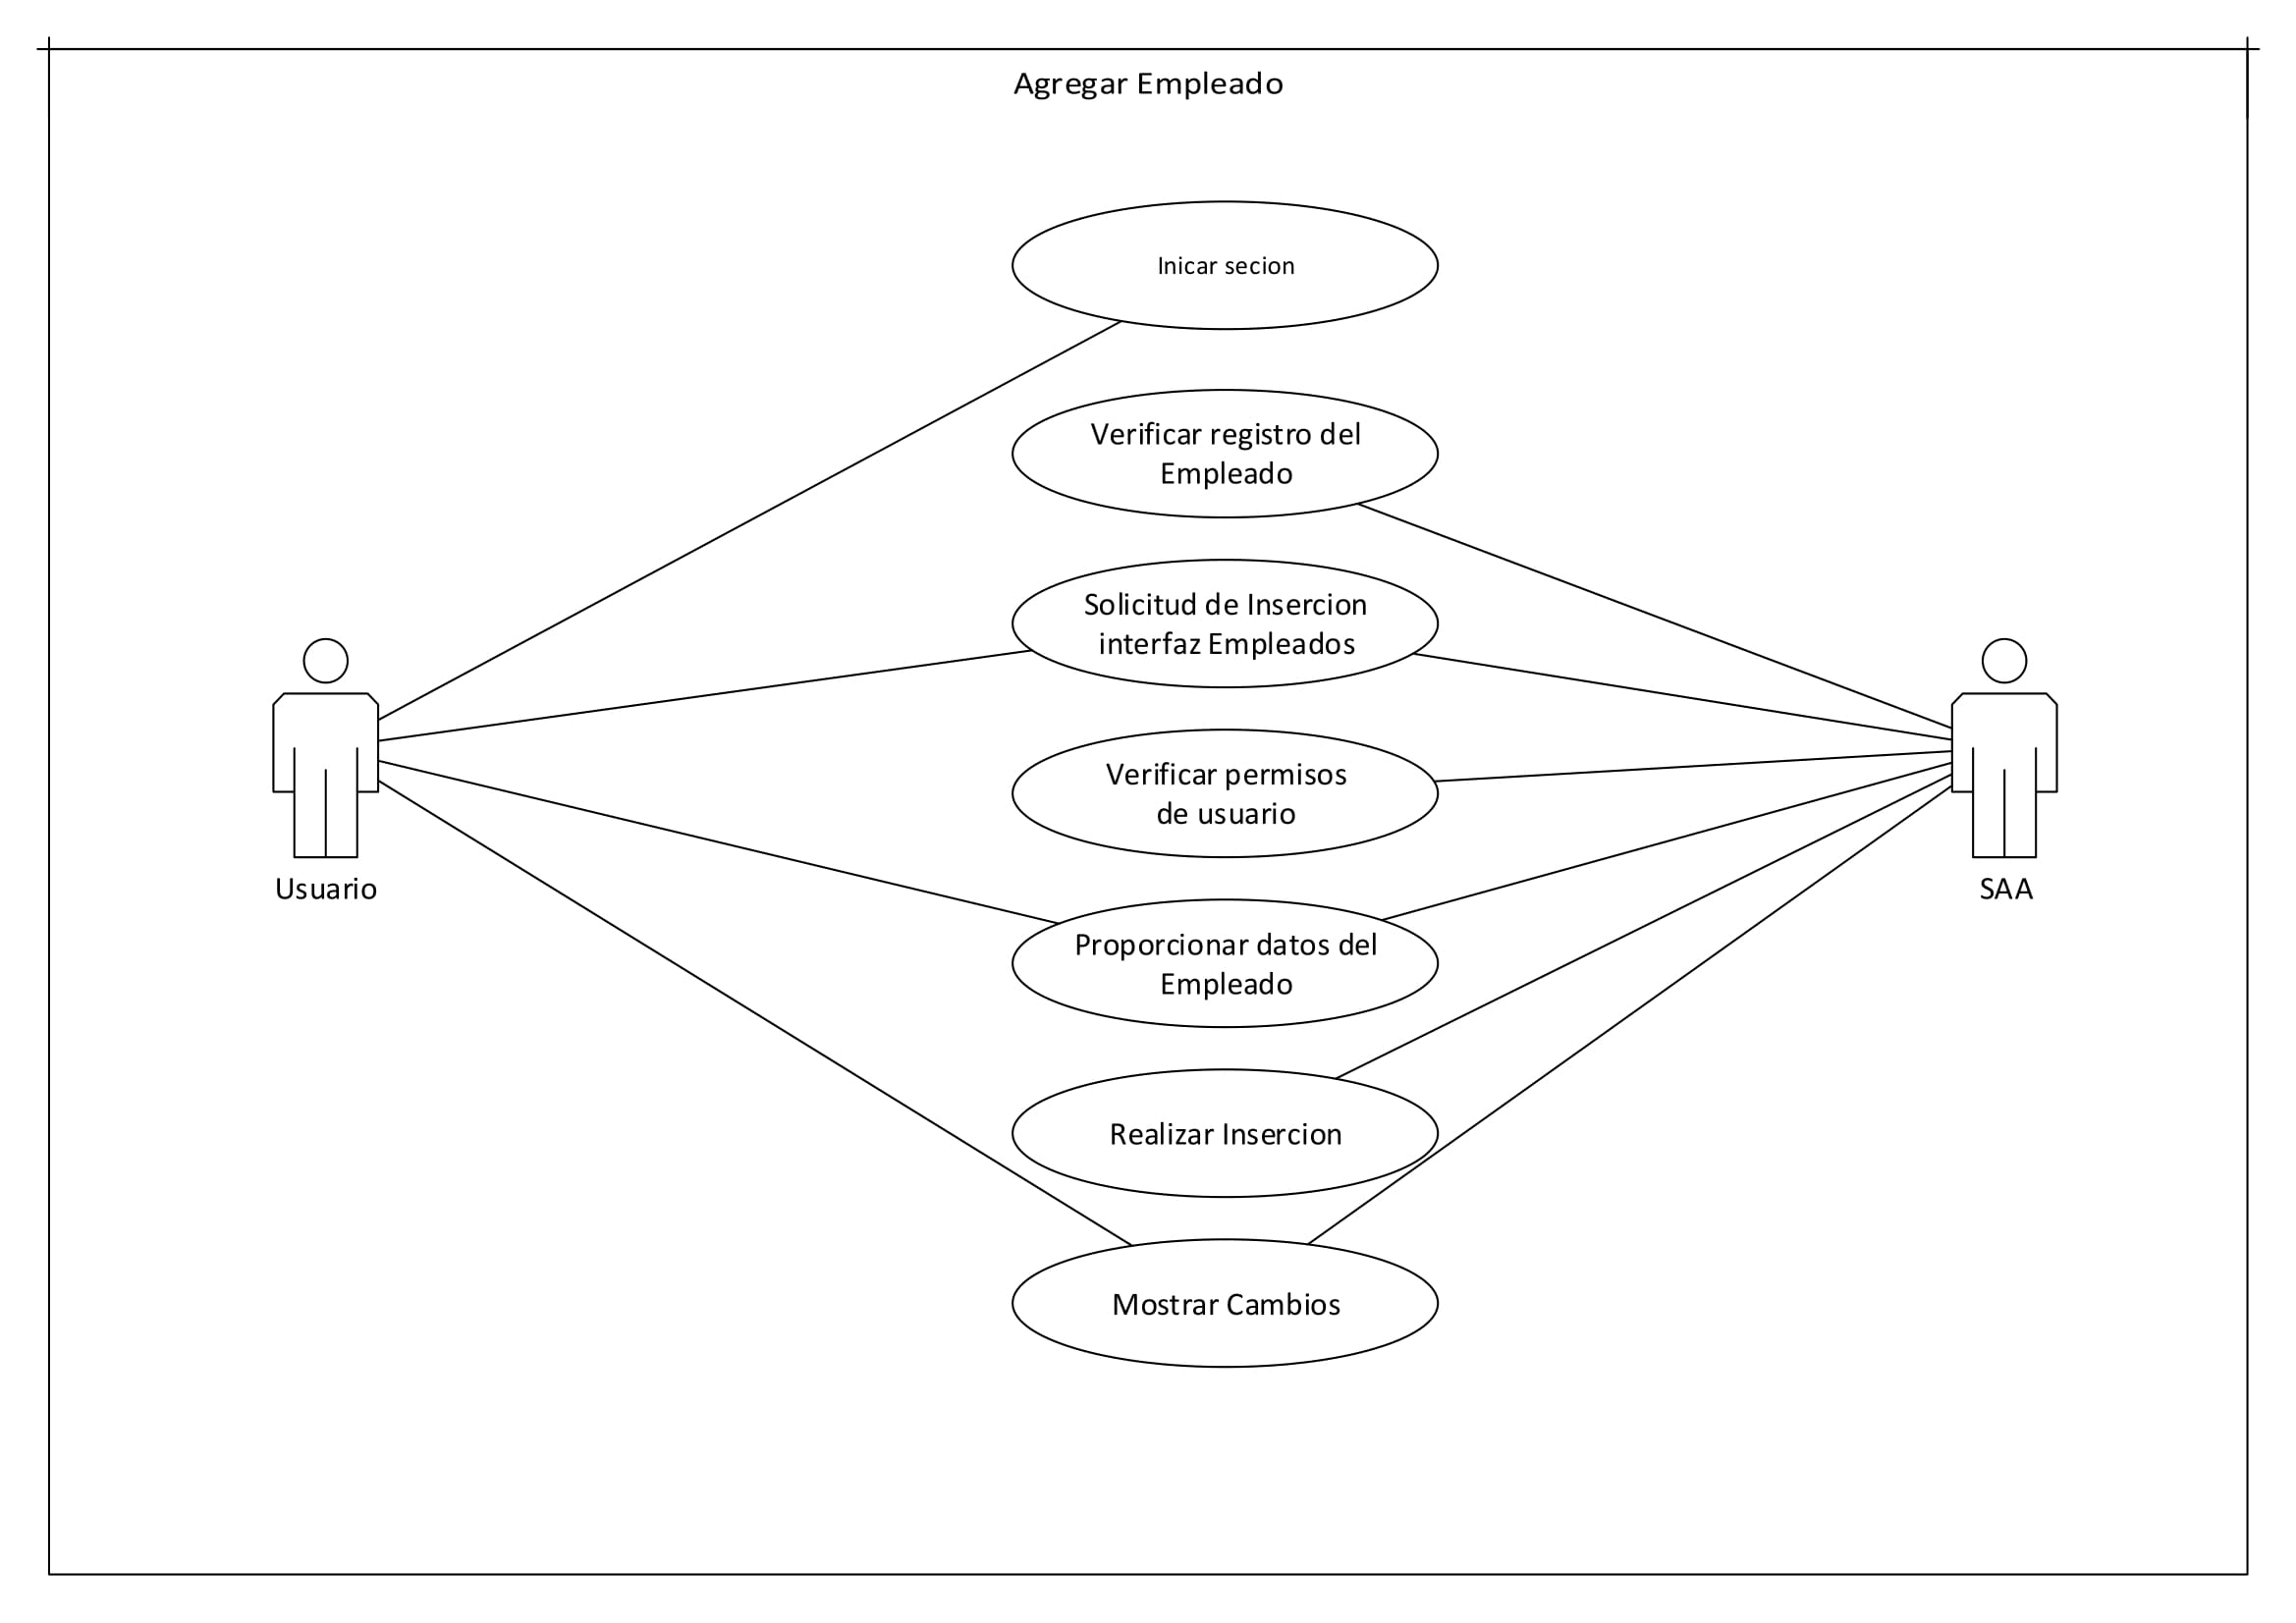 Agregar Empleado
Inicar secion
Verificar registro del
Empleado
Solicitud de Insercion
interfaz Empleados
Verificar permisos
de usuario
Usuario
SAA
Proporcionar datos del
Empleado
Realizar Insercion
Mostrar Cambios